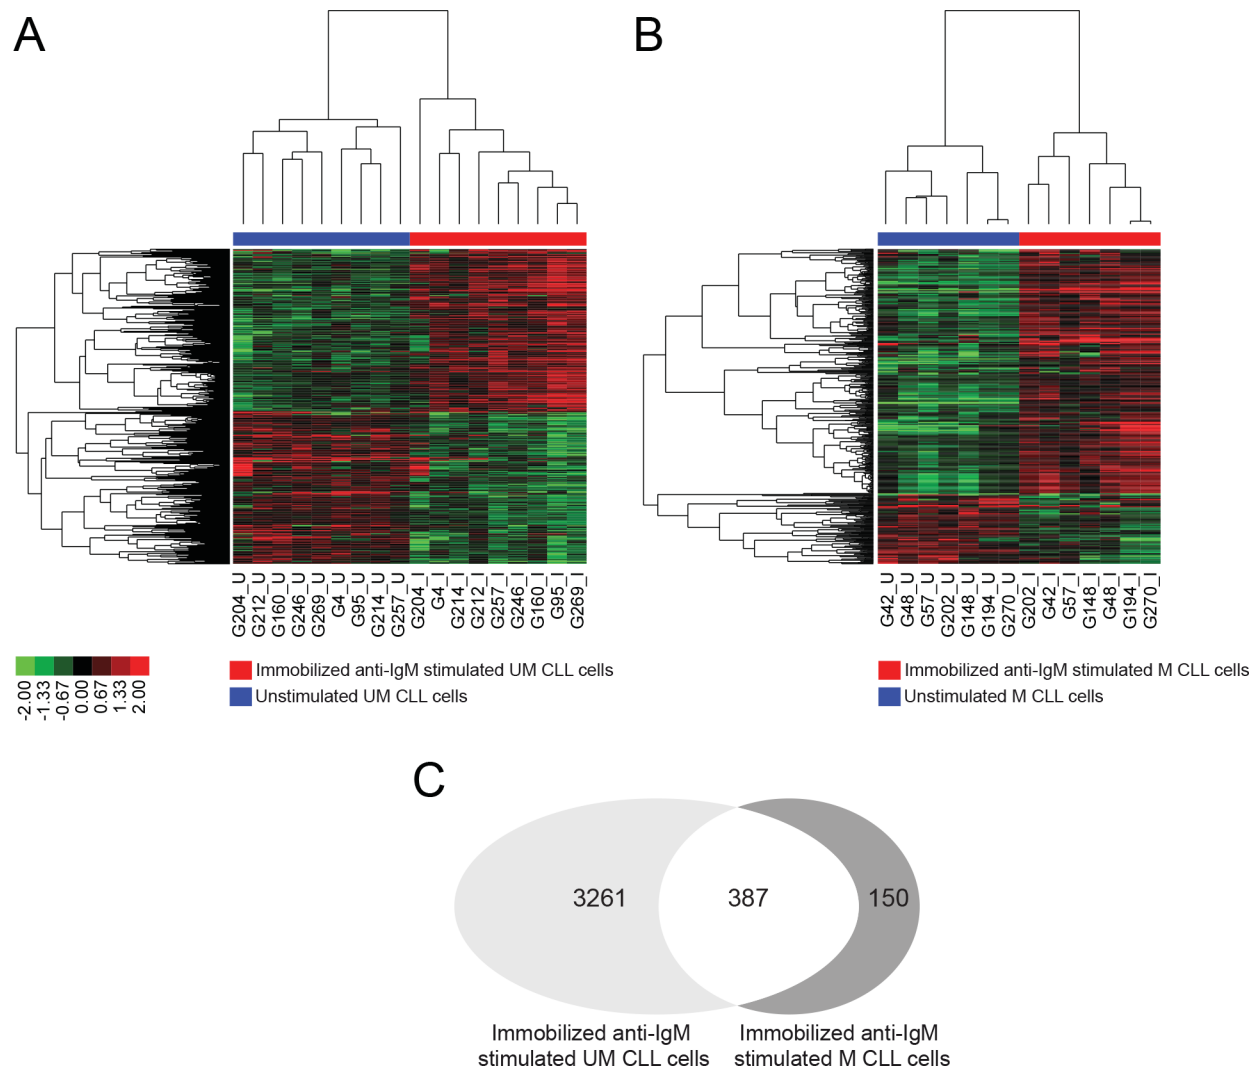 A
B
G204_U
G212_U
G160_U
G246_U
G269_U
G4_U
G95_U
G214_U
G257_U
G204_I
G4_I
G214_I
G212_I
G257_I
G246_I
G160_I
G95_I
G269_I
G42_U
G48_U
G57_U
G202_U
G148_U
G194_U
G270_U
G202_I
G42_I
G57_I
G148_I
G48_I
G194_I
G270_I
-2.00
-1.33
-0.67
0.00
0.67
1.33
2.00
Immobilized anti-IgM stimulated UM CLL cells
Unstimulated UM CLL cells
Immobilized anti-IgM stimulated M CLL cells
Unstimulated M CLL cells
C
3261
387
150
Immobilized anti-IgM
stimulated UM CLL cells
Immobilized anti-IgM
stimulated M CLL cells